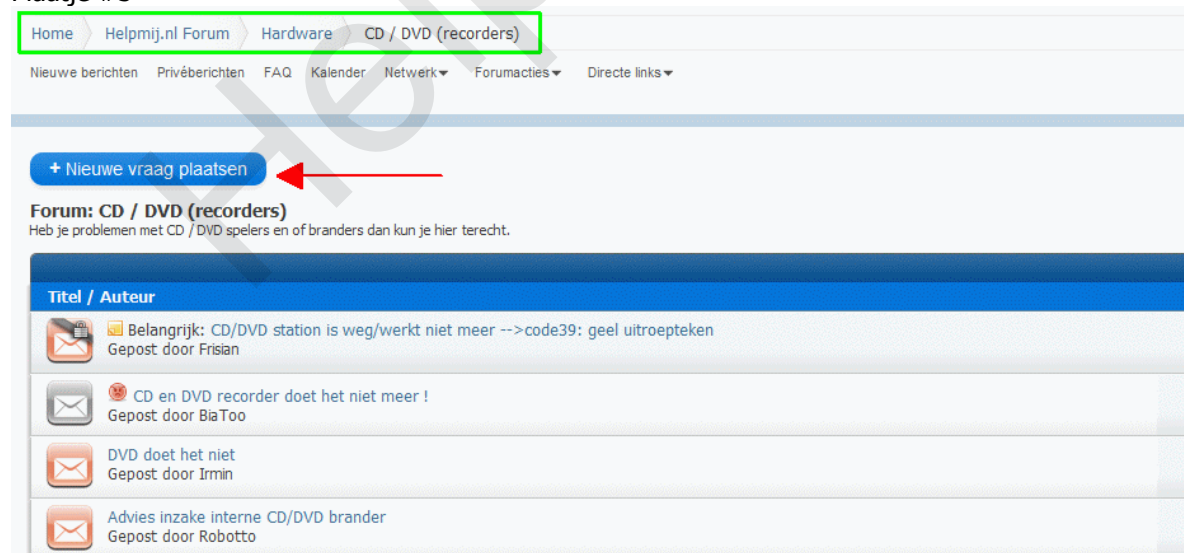 Home Helpmij.nl Forum Hardware CD / DVD (recorders)
Nieuwe berichten Privéberichten FAQ Kalender Netwerk Forumacties Directe links
+ Nieuwe vraag plaatsen
Forum: CD / DVD (recorders)
Heb je problemen met CD / DVD spelers en of branders dan kun je hier terecht.
Titel / Auteur
Belangrijk: CD/DVD station is weg/werkt niet meer -->code39: geel uitroepteken
Gepost door Frisian
CD en DVD recorder doet het niet meer !
Gepost door BiaToo
DVD doet het niet
Gepost door Irmin
Advies inzake interne CD/DVD brander
Gepost door Robotto